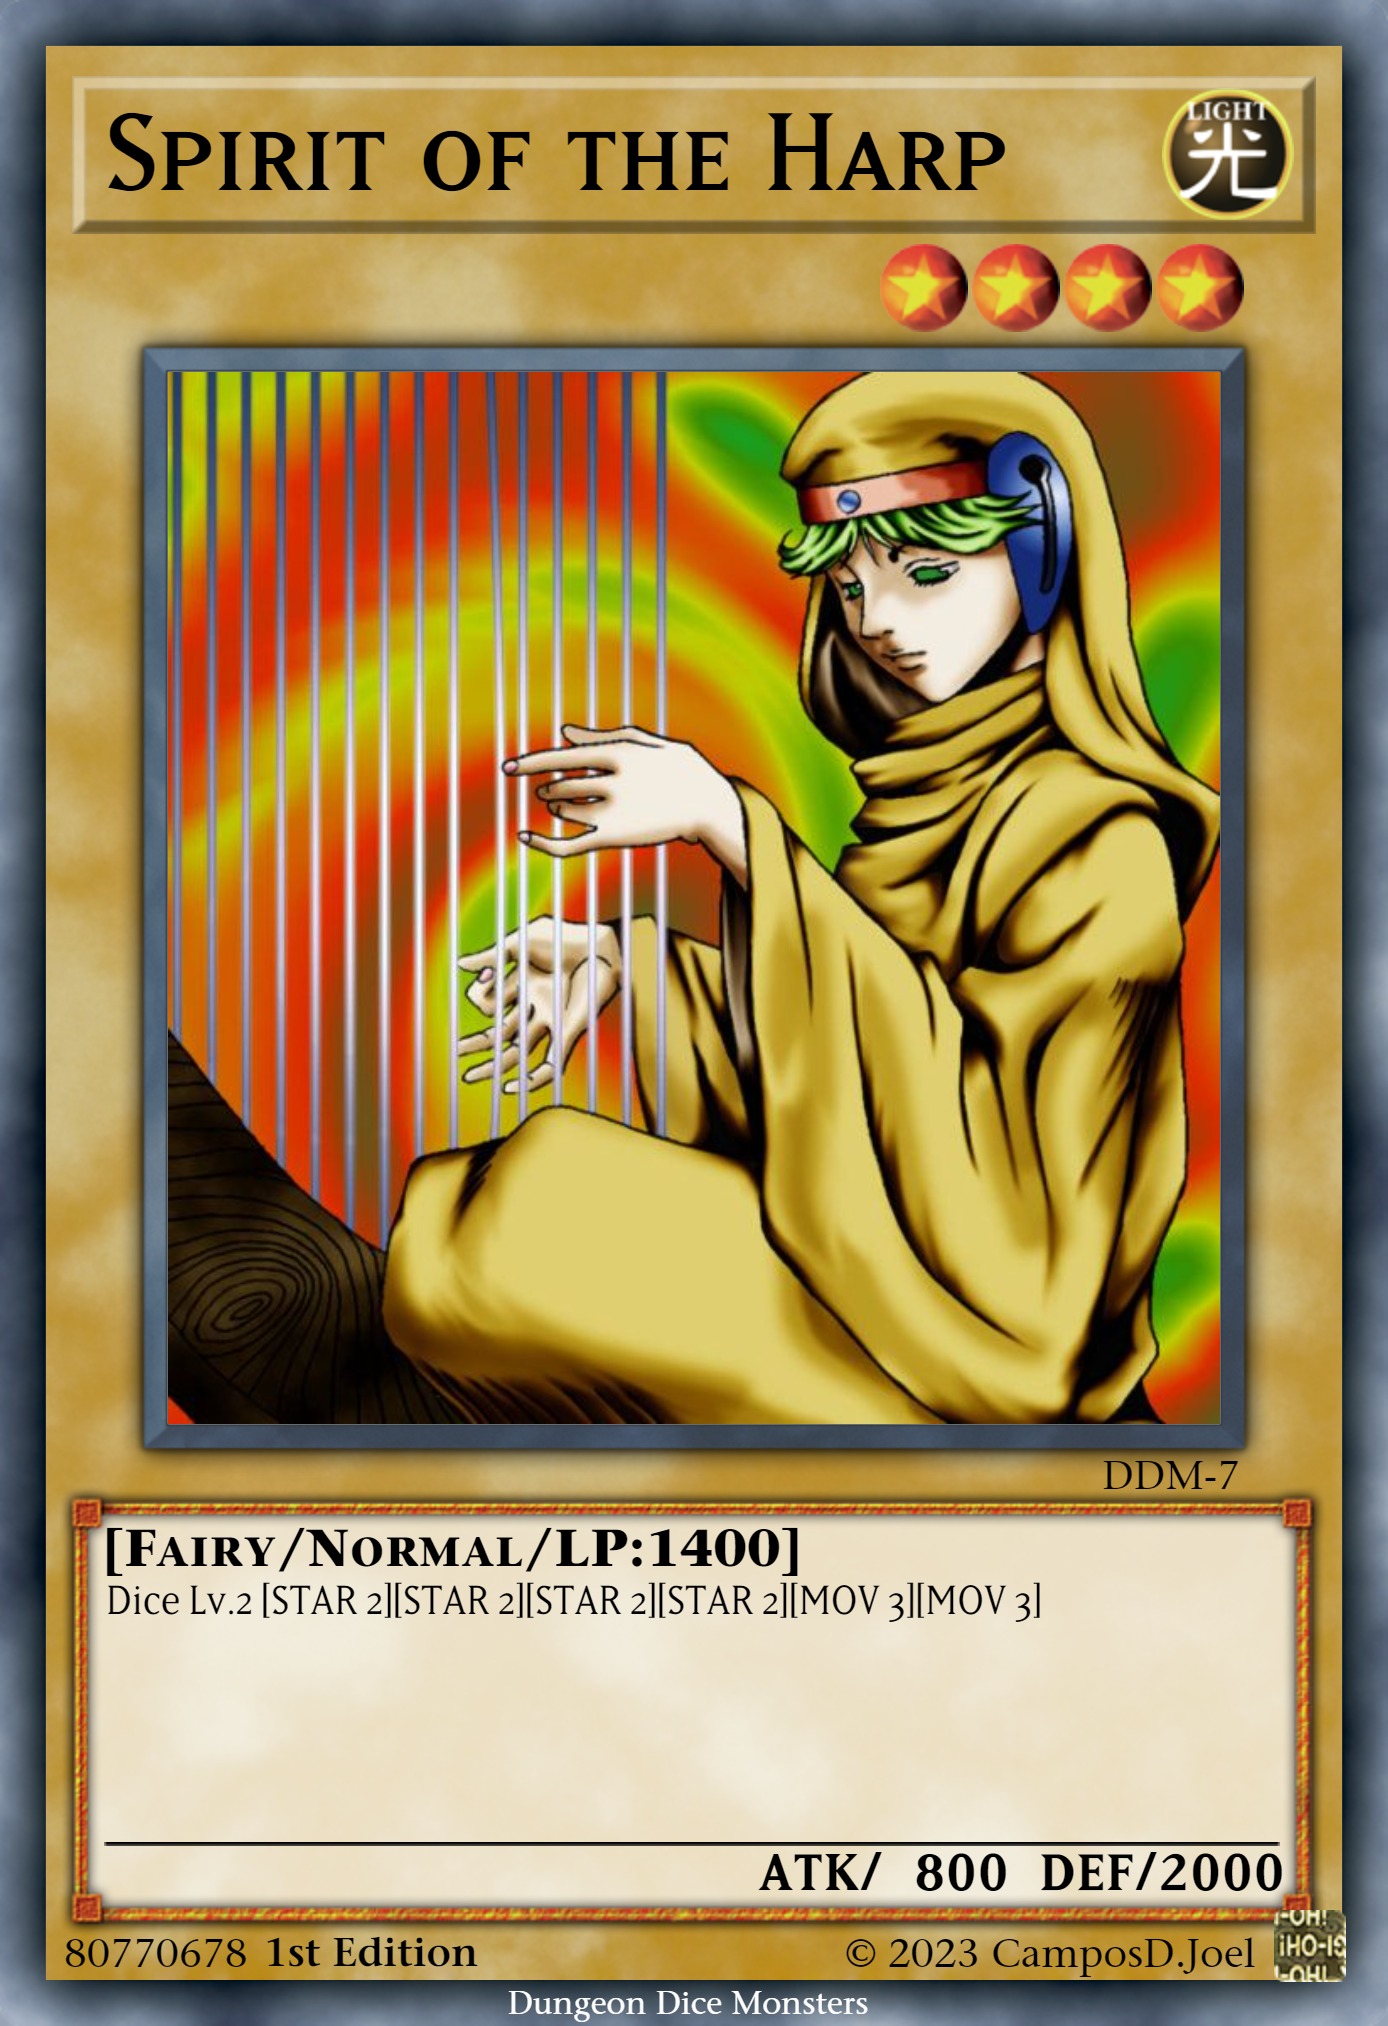 Spirit of the Harp
LIGHT
光
DDM-7
[Fairy/Normal/LP:1400]
Dice Lv.2 [STAR 2][STAR 2][STAR 2][STAR 2][MOV 3][MOV 3]
ATK/ 800 DEF/2000
80770678 1st Edition
© 2023 CamposD.Joel
Dungeon Dice Monsters